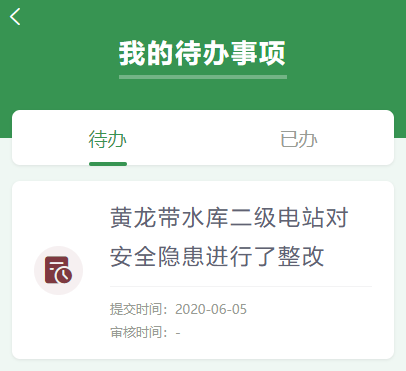 我的待办事项
待办
已办
黄龙带水库二级电站对
安全隐患进行了整改
提交时间：2020-06-05
审核时间：-